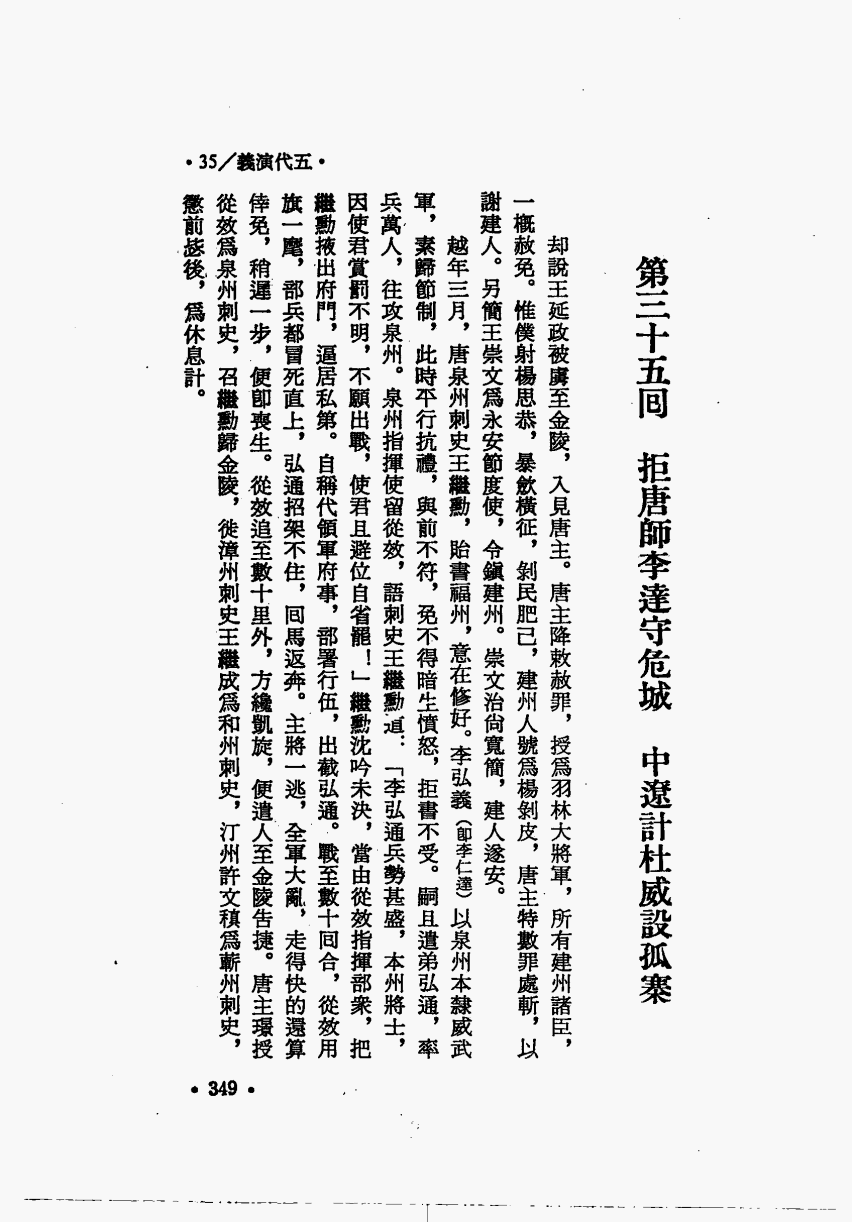 第三十五回　拒唐師李達守危城　中遼計杜威設孤寨
却說王延政被虜至金陵，入見唐主。唐主降敕赦罪，授爲羽林大將軍，所有建州諸臣，
一概赦免。惟僕射楊思恭，暴歛橫征，剝民肥己，建州人號爲楊剝皮，唐主特數罪處斬，以
謝建人。另簡王崇文爲永安節度使，令鎭建州。崇文治尙寬簡，建人遂安。
越年三月，唐泉州刺史王繼勳，貽書福州，意在修好。李弘義（卽李仁達）以泉州本隸威武
軍，素歸節制，此時平行抗禮，與前不符，免不得暗生憤怒，拒書不受。嗣且遣弟弘通，率
兵萬人，往攻泉州。泉州指揮使留從效，語刺史王繼勳道：「李弘通兵勢甚盛，本州將士，
因使君賞罰不明，不願出戰，使君且避位自省罷！」繼勳沈吟未決，當由從效指揮部衆，把
繼勳掖出府門，逼居私第。自稱代領軍府事，部署行伍，出截弘通。戰至數十回合，從效用
旗一麾，部兵都冒死直上，弘通招架不住，回馬返奔。主將一逃，全軍大亂，走得快的還算
倖免，稍遲一步，便卽喪生。從效追至數十里外，方纔凱旋，便遣人至金陵告捷。唐主璟授
從效爲泉州刺史，召繼勳歸金陵，徙漳州刺史王繼成爲和州刺史，汀州許文稹爲蘄州刺史，
懲前毖後，爲休息計。
•35／義演代五•
•349•